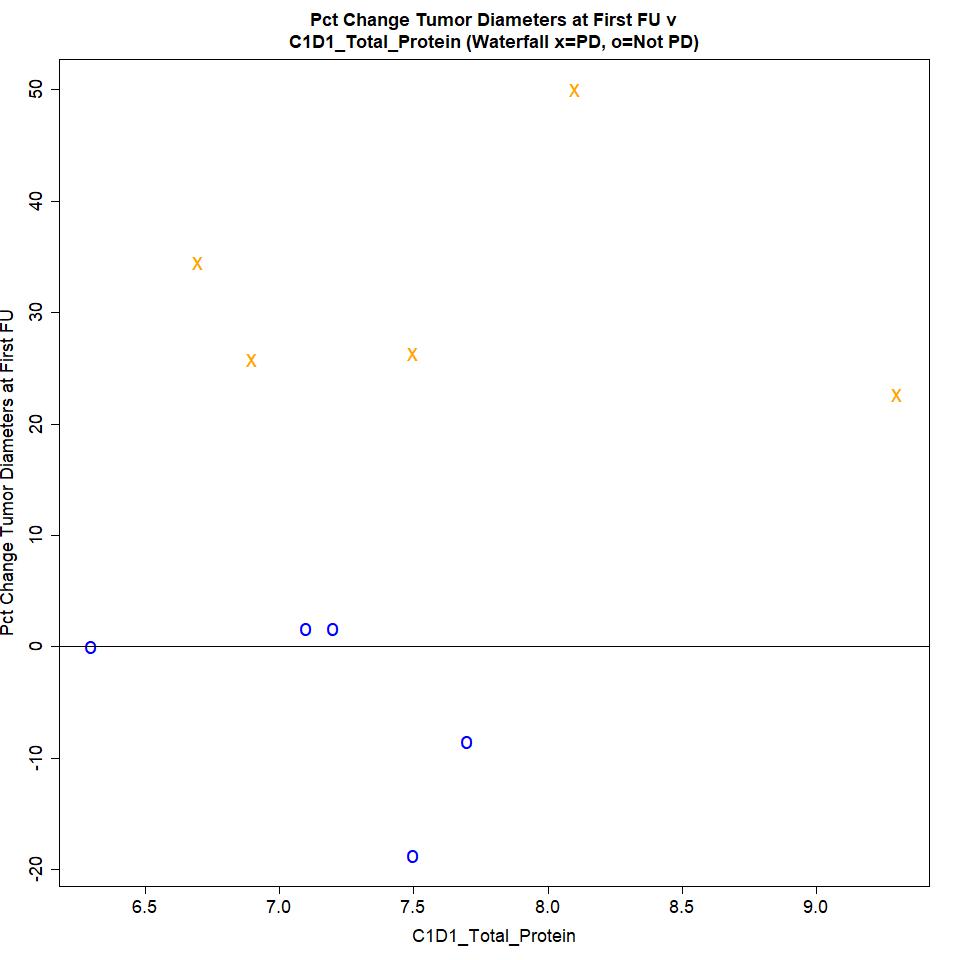 Pct Change Tumor Diameters at First FU v
C1D1_Total_Protein (Waterfall x=PD, o=Not PD)
Pct Change Tumor Diameters at First FU
50
40
30
20
10
0
-10
-20
X
X
X
X
X
O
O
O
O
O
6.5
7.0
7.5
8.0
8.5
9.0
C1D1_Total_Protein